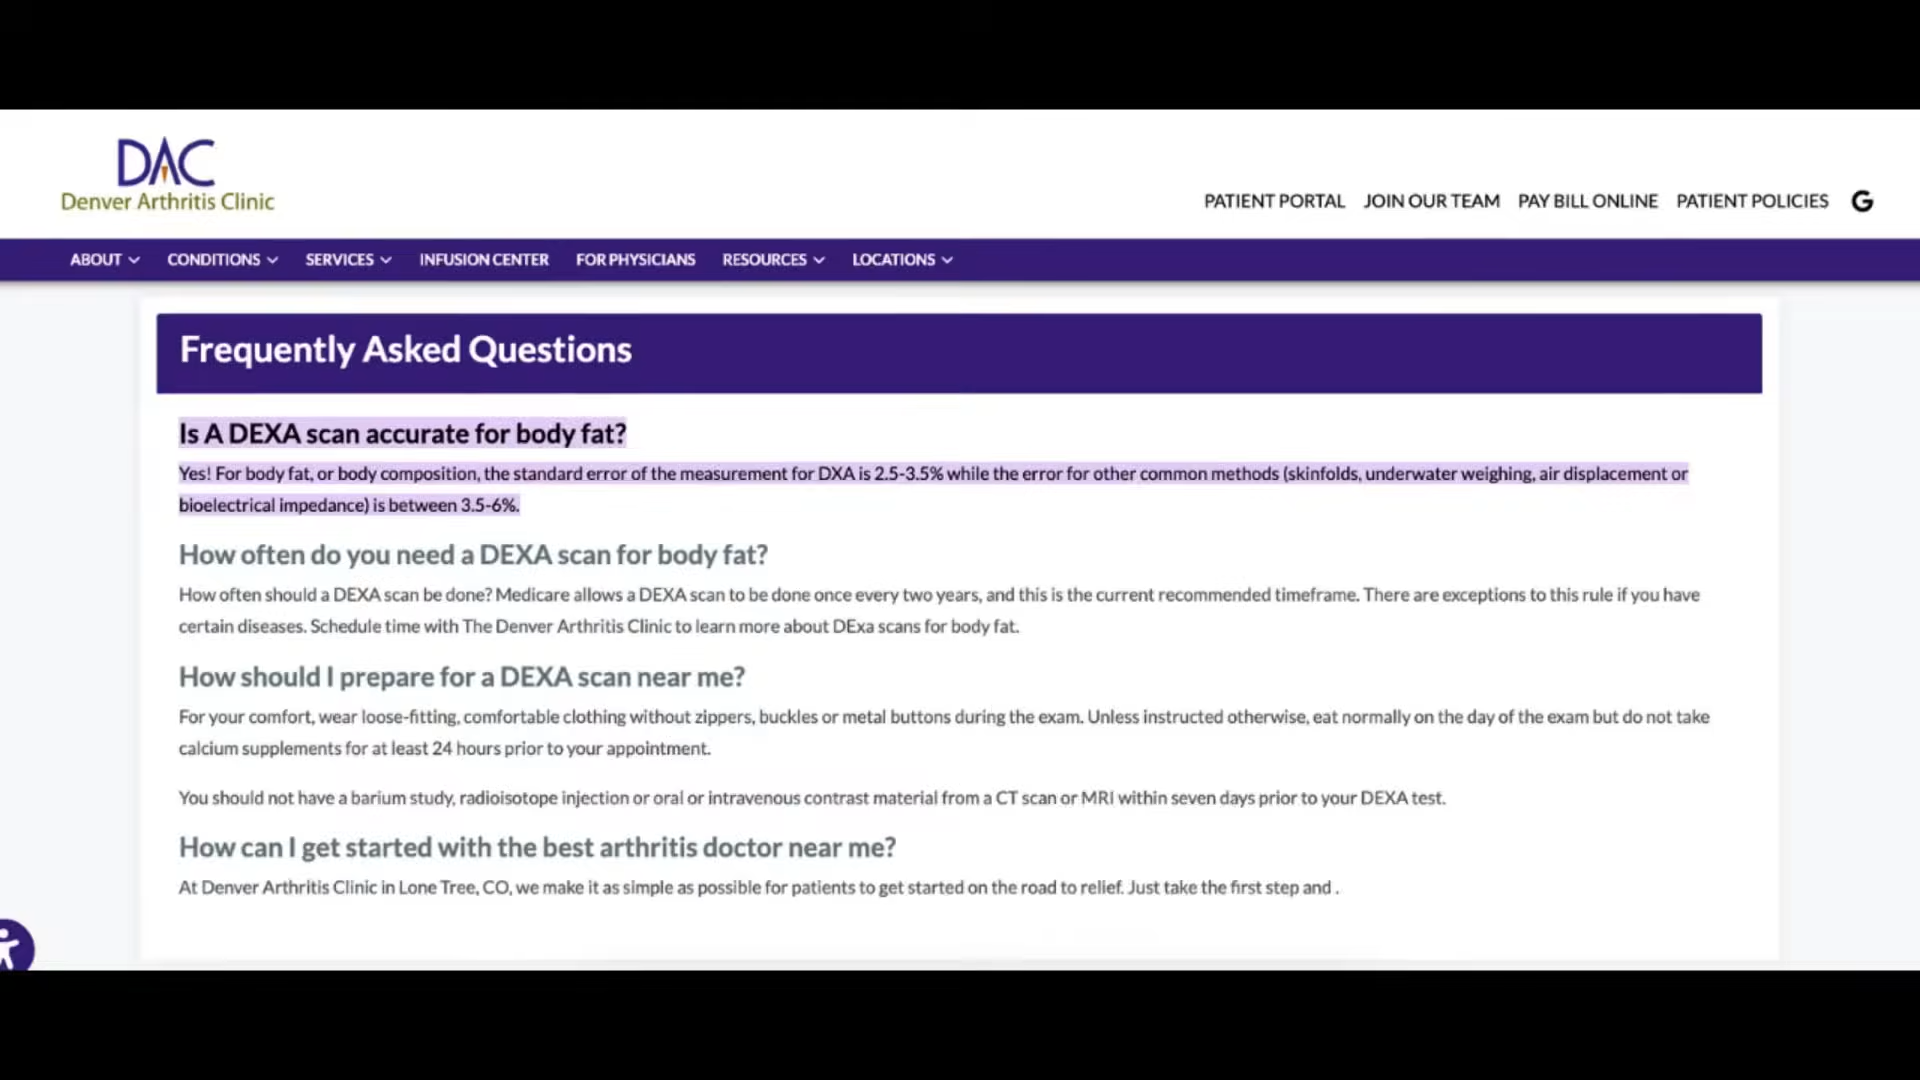 DAC
Denver Arthritis Clinic
PATIENT PORTAL JOIN OUR TEAM PAY BILL ONLINE PATIENT POLICIES G
ABOUT CONDITIONS SERVICES INFUSION CENTER FOR PHYSICIANS RESOURCES LOCATIONS
Frequently Asked Questions
Is A DEXA scan accurate for body fat?
Yes! For body fat, or body composition, the standard error of the measurement for DXA is 2.5-3.5% while the error for other common methods (skinfolds, underwater weighing, air displacement or
bioelectrical impedance) is between 3.5-6%.
How often do you need a DEXA scan for body fat?
How often should a DEXA scan be done? Medicare allows a DEXA scan to be done once every two years, and this is the current recommended timeframe. There are exceptions to this rule if you have
certain diseases. Schedule time with The Denver Arthritis Clinic to learn more about DExa scans for body fat.
How should I prepare for a DEXA scan near me?
For your comfort, wear loose-fitting, comfortable clothing without zippers, buckles or metal buttons during the exam. Unless instructed otherwise, eat normally on the day of the exam but do not take
calcium supplements for at least 24 hours prior to your appointment.
You should not have a barium study, radioisotope injection or oral or intravenous contrast material from a CT scan or MRI within seven days prior to your DEXA test.
How can I get started with the best arthritis doctor near me?
At Denver Arthritis Clinic in Lone Tree, CO, we make it as simple as possible for patients to get started on the road to relief. Just take the first step and .